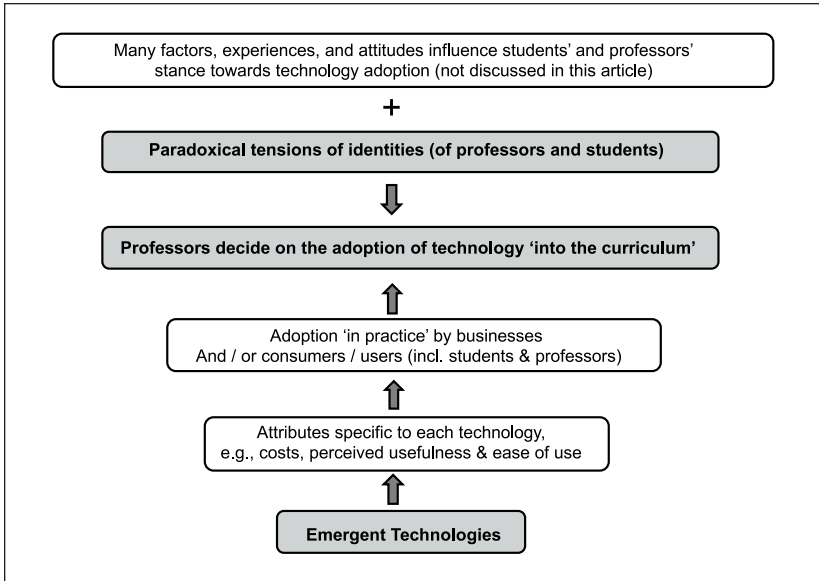 Many factors, experiences, and attitudes influence students’ and professors’
stance towards technology adoption (not discussed in this article)
+
Paradoxical tensions of identities (of professors and students)
Professors decide on the adoption of technology ‘into the curriculum’
Adoption ‘in practice’ by businesses
And / or consumers / users (incl. students & professors)
Attributes specific to each technology,
e.g., costs, perceived usefulness & ease of use
Emergent Technologies